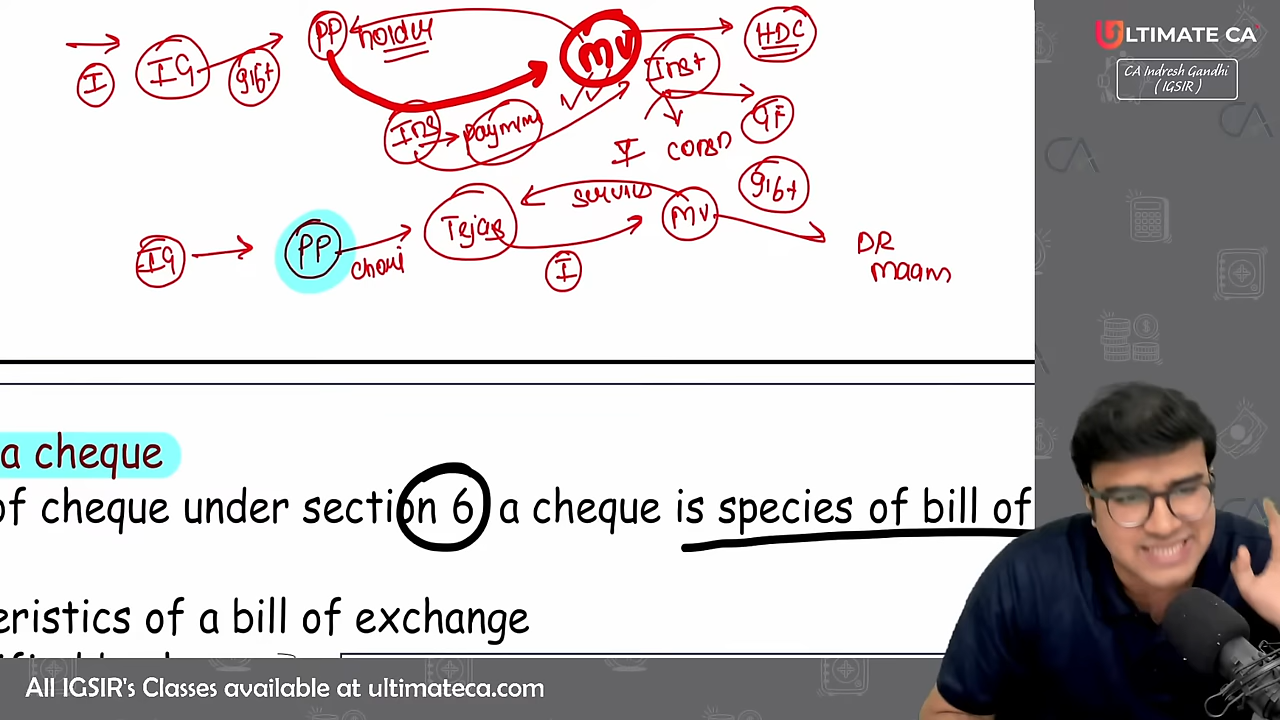 PP holder MV HDC
I IG gift Inst
Ins payment GF
I consn
gift
service
IG PP Tejas MV
chori I DR
maam
ULTIMATE CA
CA Indresh Gandhi
( IGSIR )
a cheque
of cheque under section 6 a cheque is species of bill of
eristics of a bill of exchange
All IGSIR's Classes available at ultimateca.com